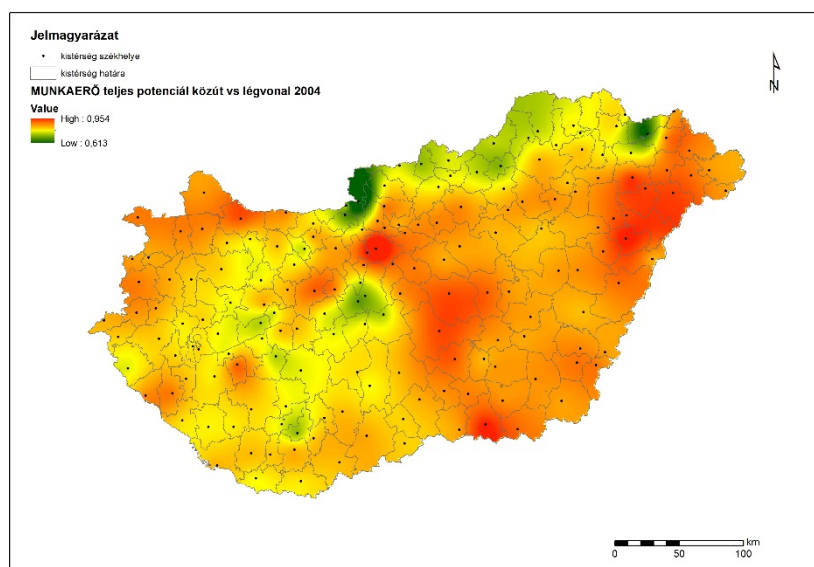 Jelmagyarázat
kistérség székhelye
kistérség határa
MUNKAERŐ teljes potenciál közút vs légvonal 2004
Value
High : 0,954
Low : 0,613
N
km
0 50 100